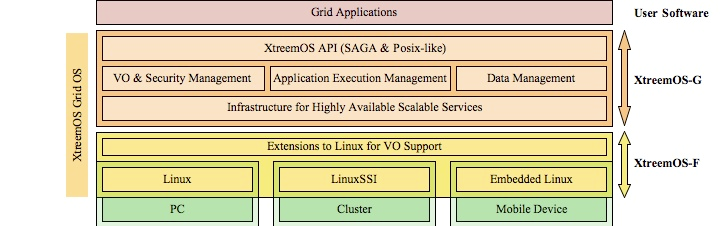 Grid Applications
User Software
XtreemOS Grid OS
XtreemOS API (SAGA & Posix-like)
VO & Security Management
Application Execution Management
Data Management
XtreemOS-G
Infrastructure for Highly Available Scalable Services
Extensions to Linux for VO Support
XtreemOS-F
Linux
LinuxSSI
Embedded Linux
PC
Cluster
Mobile Device